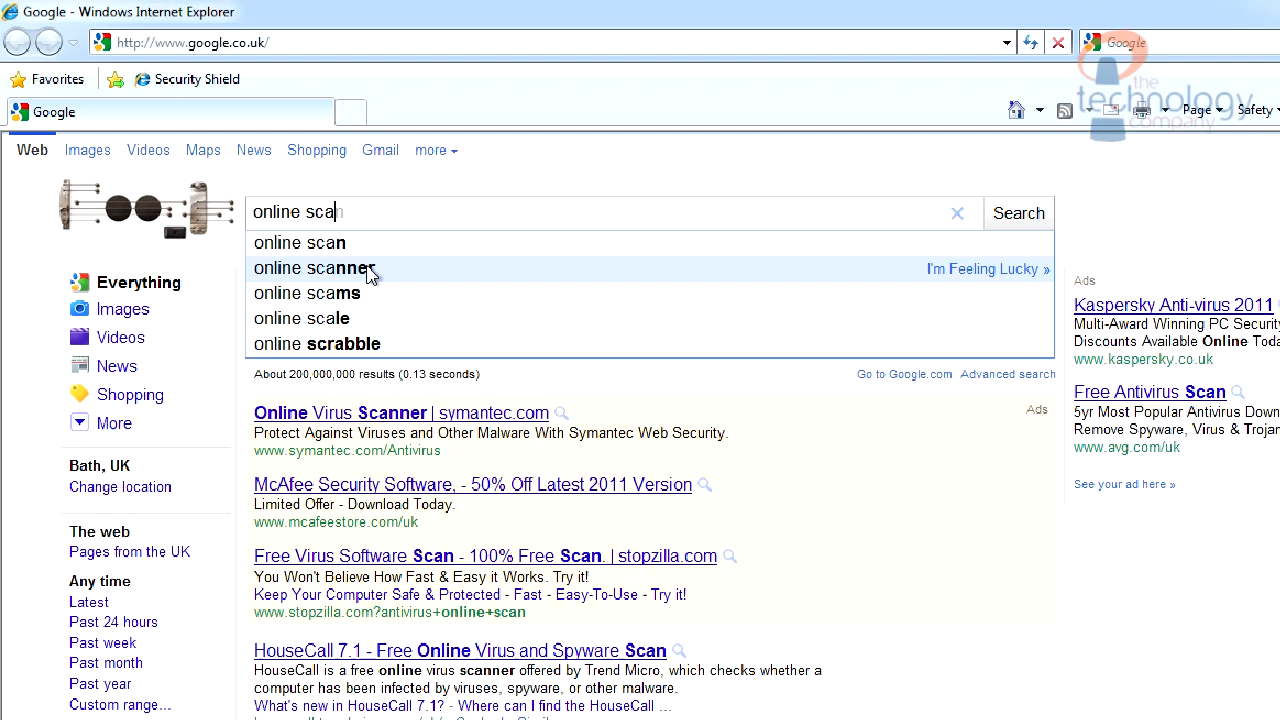 Google - Windows Internet Explorer
http://www.google.co.uk/
Google
Favorites
Security Shield
the
technology
company
Google
Page
Safety
Web Images Videos Maps News Shopping Gmail more
online scan
Search
online scan
online scanner
I'm Feeling Lucky »
online scams
online scale
online scrabble
About 200,000,000 results (0.13 seconds)
Go to Google.com Advanced search
Everything
Images
Videos
News
Shopping
More
Bath, UK
Change location
The web
Pages from the UK
Any time
Latest
Past 24 hours
Past week
Past month
Past year
Custom range...
Online Virus Scanner | symantec.com
Ads
Protect Against Viruses and Other Malware With Symantec Web Security.
www.symantec.com/Antivirus
McAfee Security Software, - 50% Off Latest 2011 Version
Limited Offer - Download Today.
www.mcafeestore.com/uk
Free Virus Software Scan - 100% Free Scan. | stopzilla.com
You Won't Believe How Fast & Easy it Works. Try it!
Keep Your Computer Safe & Protected - Fast - Easy-To-Use - Try it!
www.stopzilla.com?antivirus+online+scan
HouseCall 7.1 - Free Online Virus and Spyware Scan
HouseCall is a free online virus scanner offered by Trend Micro, which checks whether a
computer has been infected by viruses, spyware, or other malware.
What's new in HouseCall 7.1? - Where can I find the HouseCall ...
Ads
Kaspersky Anti-virus 2011
Multi-Award Winning PC Security
Discounts Available Online Toda
www.kaspersky.co.uk
Free Antivirus Scan
5yr Most Popular Antivirus Down
Remove Spyware, Virus & Trojan
www.avg.com/uk
See your ad here »